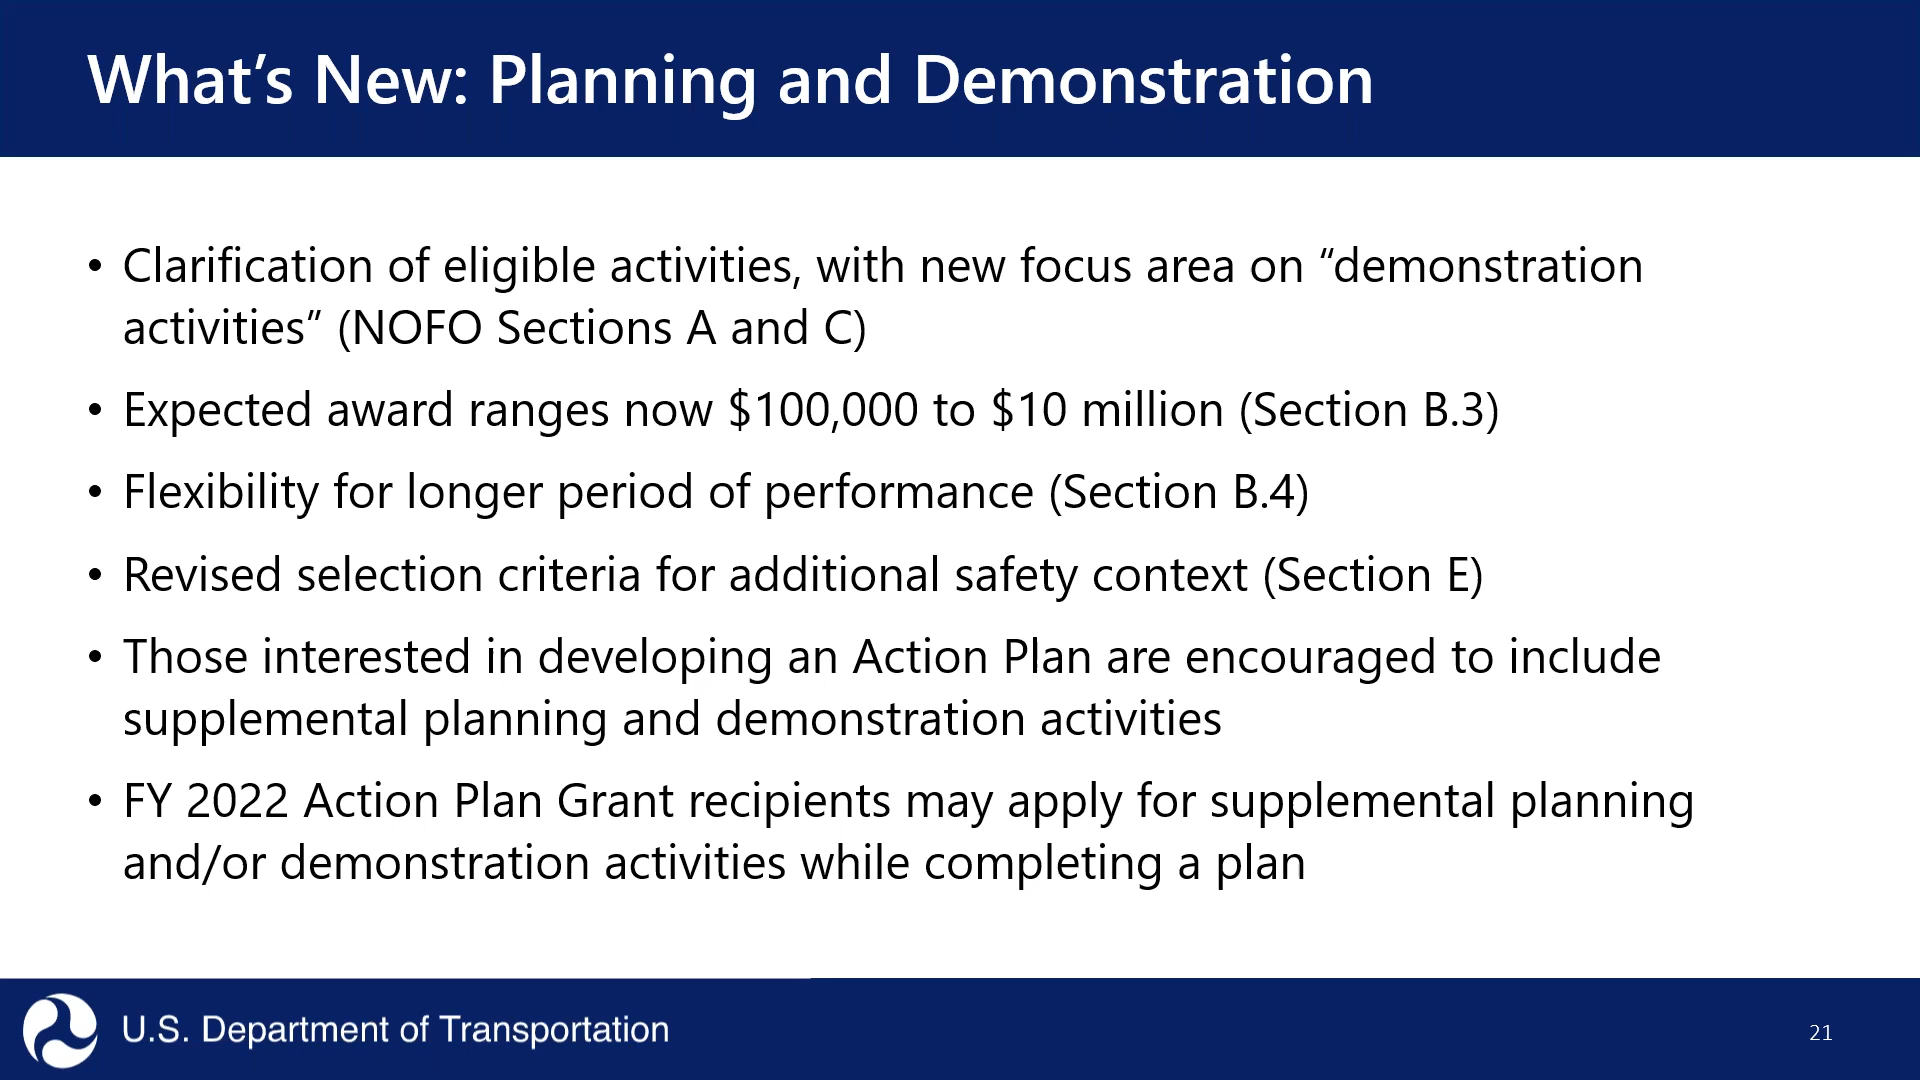 What’s New: Planning and Demonstration
• Clarification of eligible activities, with new focus area on “demonstration
activities” (NOFO Sections A and C)
• Expected award ranges now $100,000 to $10 million (Section B.3)
• Flexibility for longer period of performance (Section B.4)
• Revised selection criteria for additional safety context (Section E)
• Those interested in developing an Action Plan are encouraged to include
supplemental planning and demonstration activities
• FY 2022 Action Plan Grant recipients may apply for supplemental planning
and/or demonstration activities while completing a plan
U.S. Department of Transportation
21